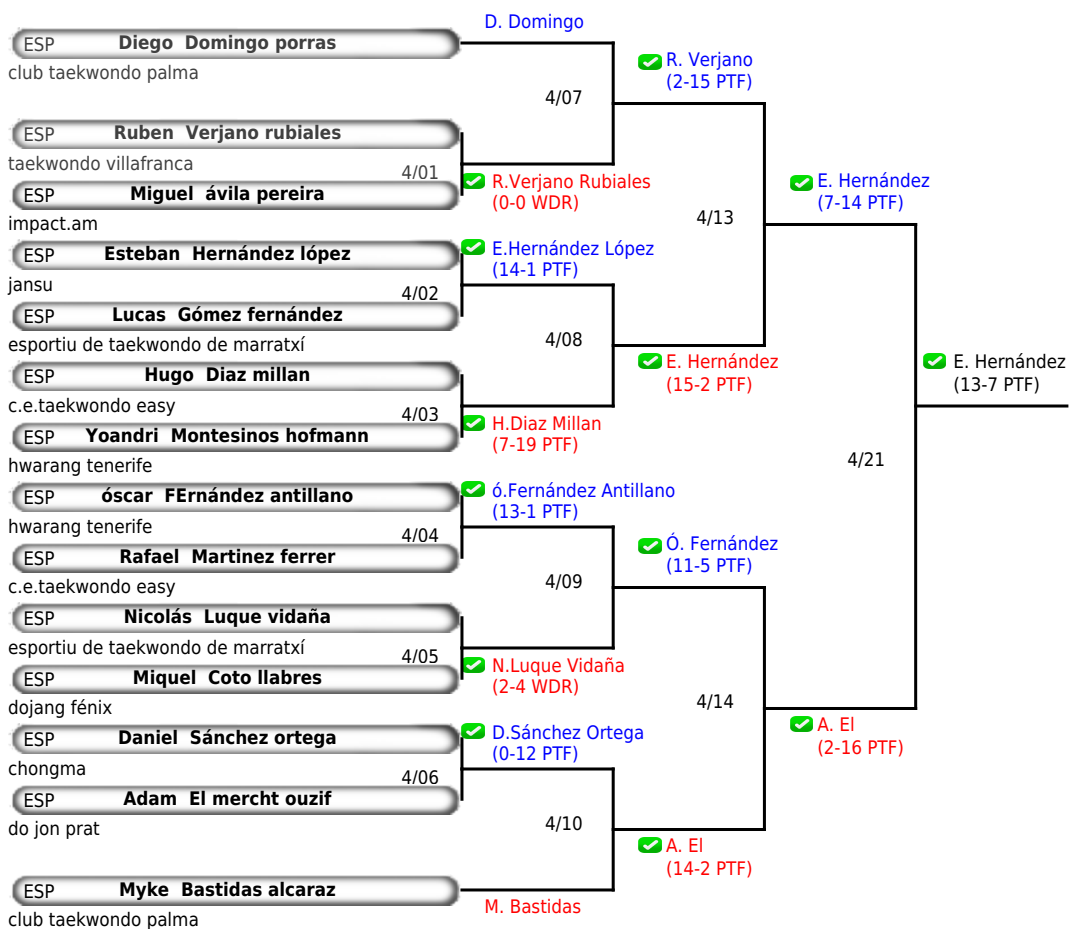 D. Domingo
ESP Diego Domingo porras
club taekwondo palma
R. Verjano
(2-15 PTF)
4/07
ESP Ruben Verjano rubiales
taekwondo villafranca
4/01
R.Verjano Rubiales
(0-0 WDR)
ESP Miguel ávila pereira
impact.am
E. Hernández
(7-14 PTF)
4/13
ESP Esteban Hernández lópez
jansu
E.Hernández López
(14-1 PTF)
4/02
ESP Lucas Gómez fernández
esportiu de taekwondo de marratxí
4/08
E. Hernández
(15-2 PTF)
E. Hernández
(13-7 PTF)
ESP Hugo Diaz millan
c.e.taekwondo easy
4/03
H.Diaz Millan
(7-19 PTF)
ESP Yoandri Montesinos hofmann
hwarang tenerife
4/21
ESP óscar FErnández antillano
hwarang tenerife
ó.Fernández Antillano
(13-1 PTF)
4/04
ESP Rafael Martinez ferrer
c.e.taekwondo easy
Ó. Fernández
(11-5 PTF)
4/09
ESP Nicolás Luque vidaña
esportiu de taekwondo de marratxí
4/05
N.Luque Vidaña
(2-4 WDR)
ESP Miquel Coto llabres
dojang fénix
4/14
A. El
(2-16 PTF)
ESP Daniel Sánchez ortega
chongma
D.Sánchez Ortega
(0-12 PTF)
4/06
ESP Adam El mercht ouzif
do jon prat
4/10
A. El
(14-2 PTF)
ESP Myke Bastidas alcaraz
club taekwondo palma
M. Bastidas